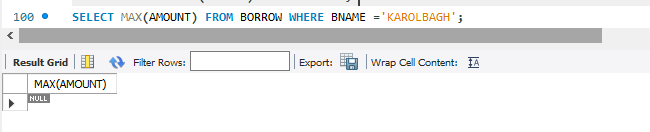 100 SELECT MAX(AMOUNT) FROM BORROW WHERE BNAME ='KAROLBAGH';
Result Grid Filter Rows: Export: Wrap Cell Content: IA
MAX(AMOUNT)
NULL